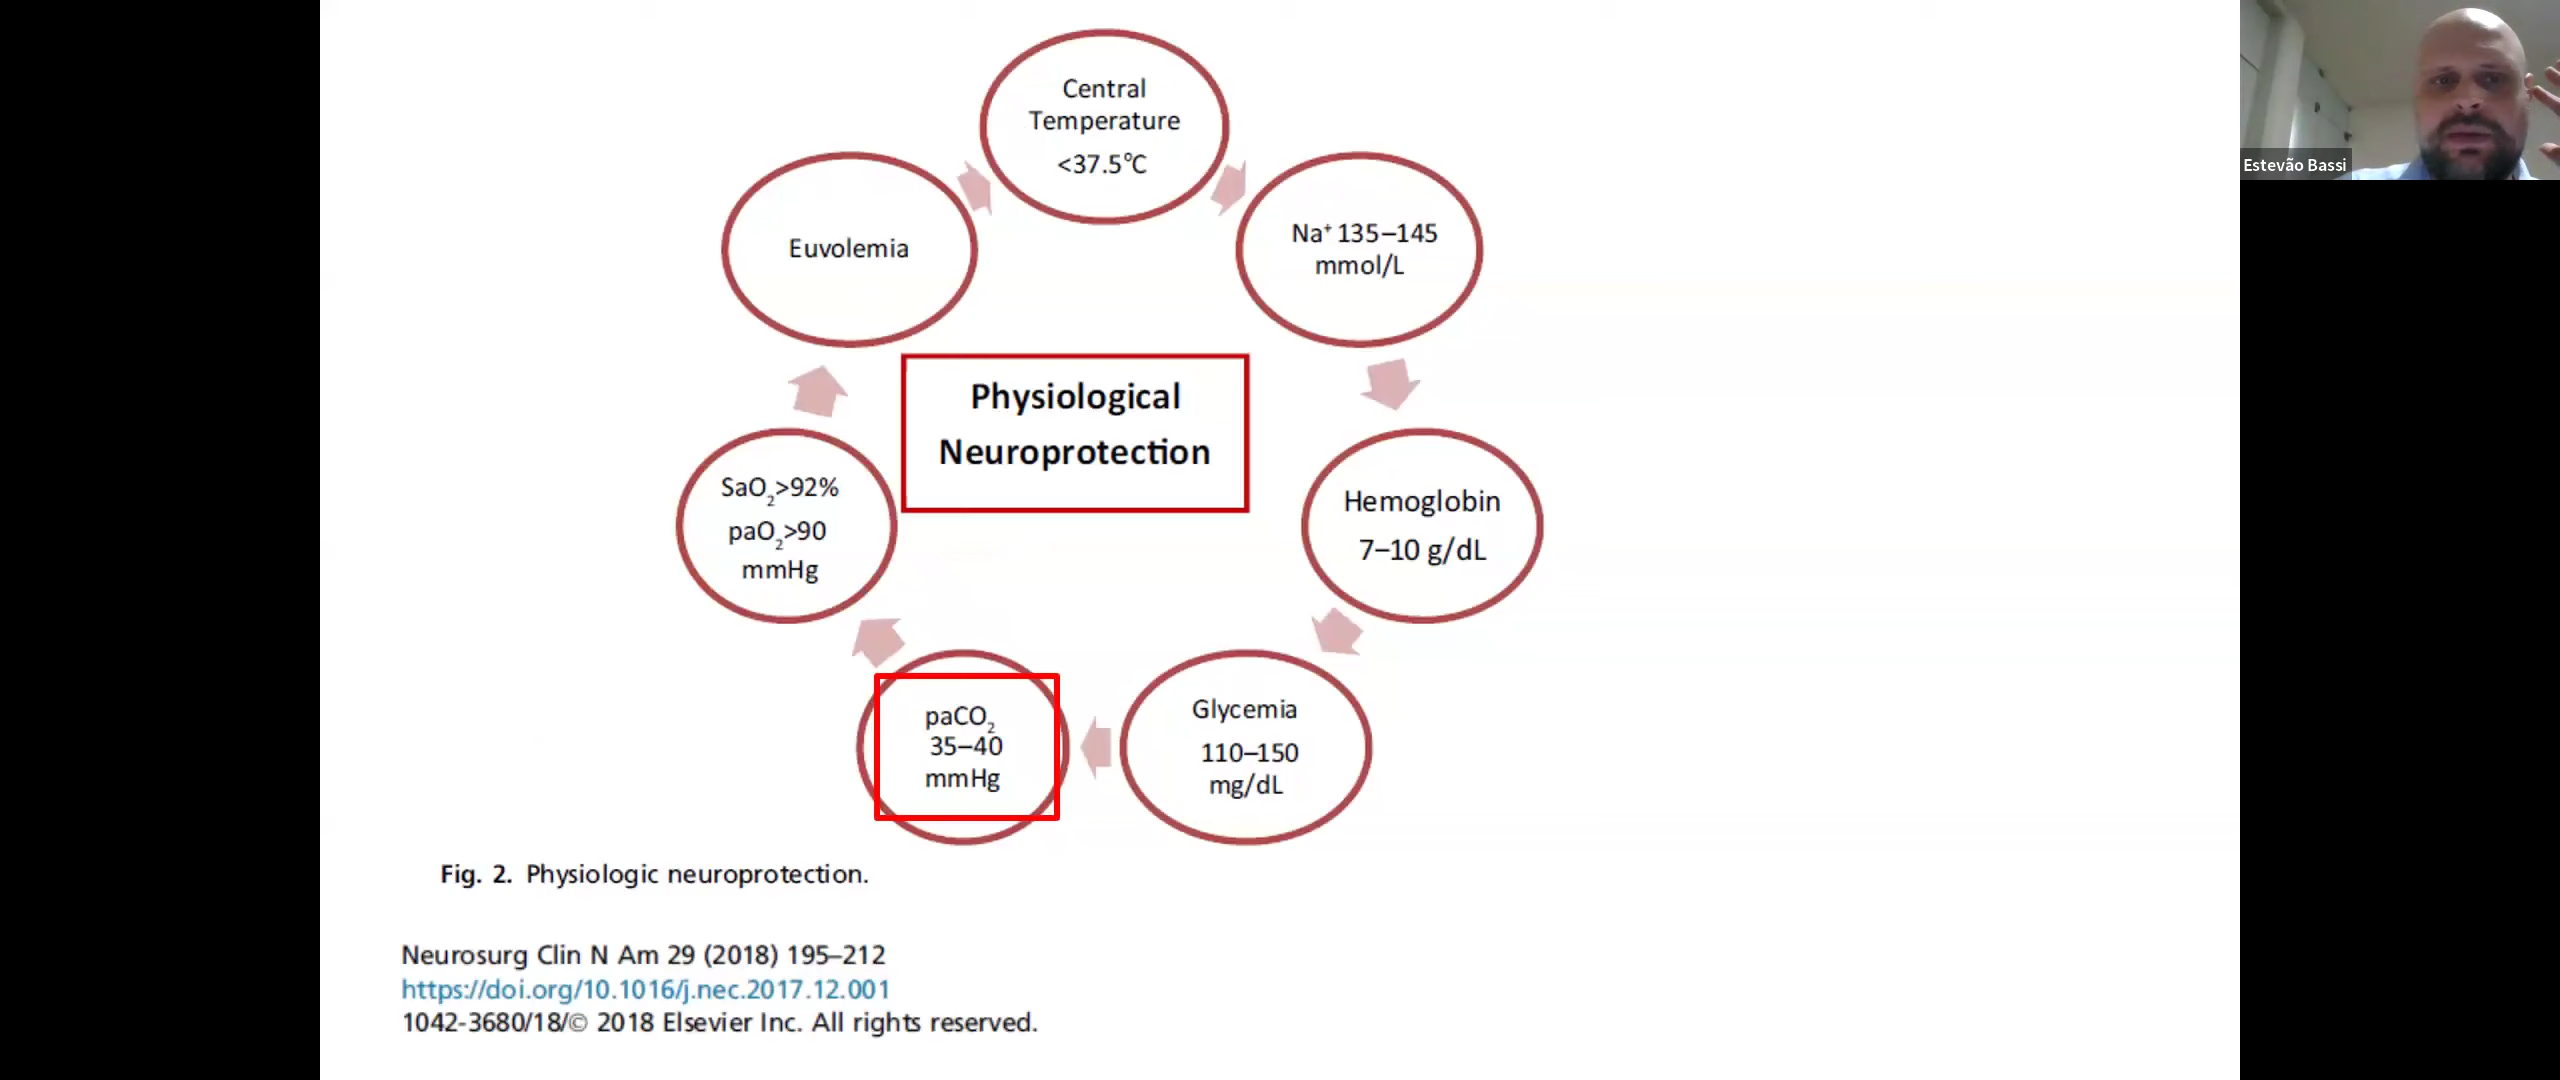 Central
Temperature
<37.5°C
Estevão Bassi
Euvolemia
Na⁺ 135–145
mmol/L
Physiological
Neuroprotection
SaO₂>92%
paO₂>90
mmHg
Hemoglobin
7–10 g/dL
paCO₂
35–40
mmHg
Glycemia
110–150
mg/dL
Fig. 2. Physiologic neuroprotection.
Neurosurg Clin N Am 29 (2018) 195–212
https://doi.org/10.1016/j.nec.2017.12.001
1042-3680/18/© 2018 Elsevier Inc. All rights reserved.